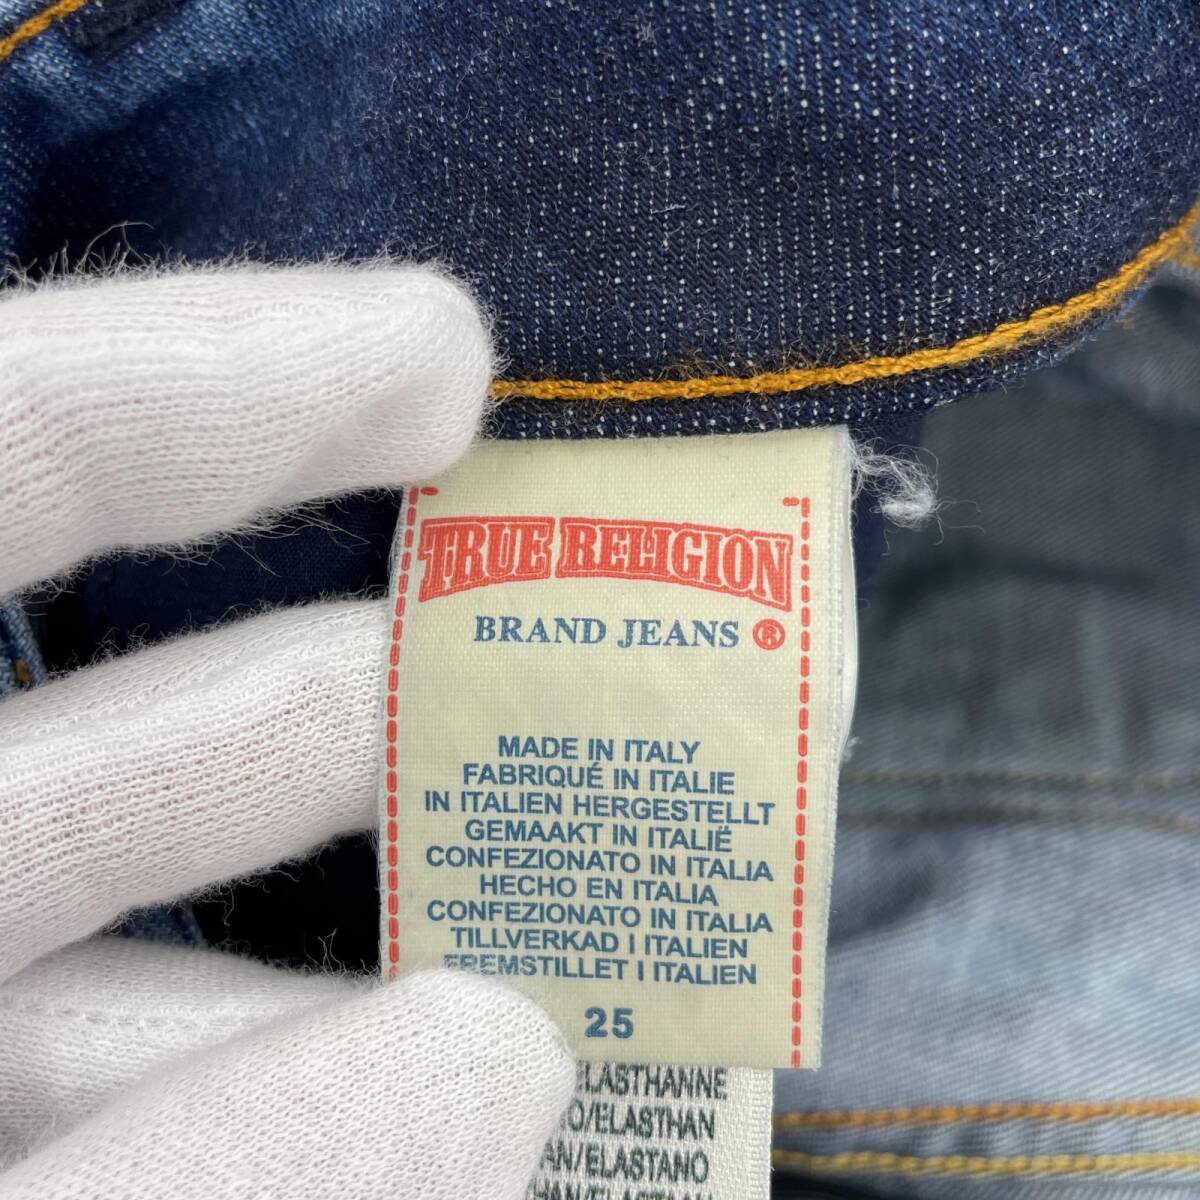 TRUE RELIGION
BRAND JEANS ®
MADE IN ITALY
FABRIQUÉ IN ITALIE
IN ITALIEN HERGESTELLT
GEMAAKT IN ITALIË
CONFEZIONATO IN ITALIA
HECHO EN ITALIA
CONFEZIONATO IN ITALIA
TILLVERKAD I ITALIEN
FREMSTILLET I ITALIEN
25
ELASTHANNE
O/ELASTHAN
AN/ELASTANO